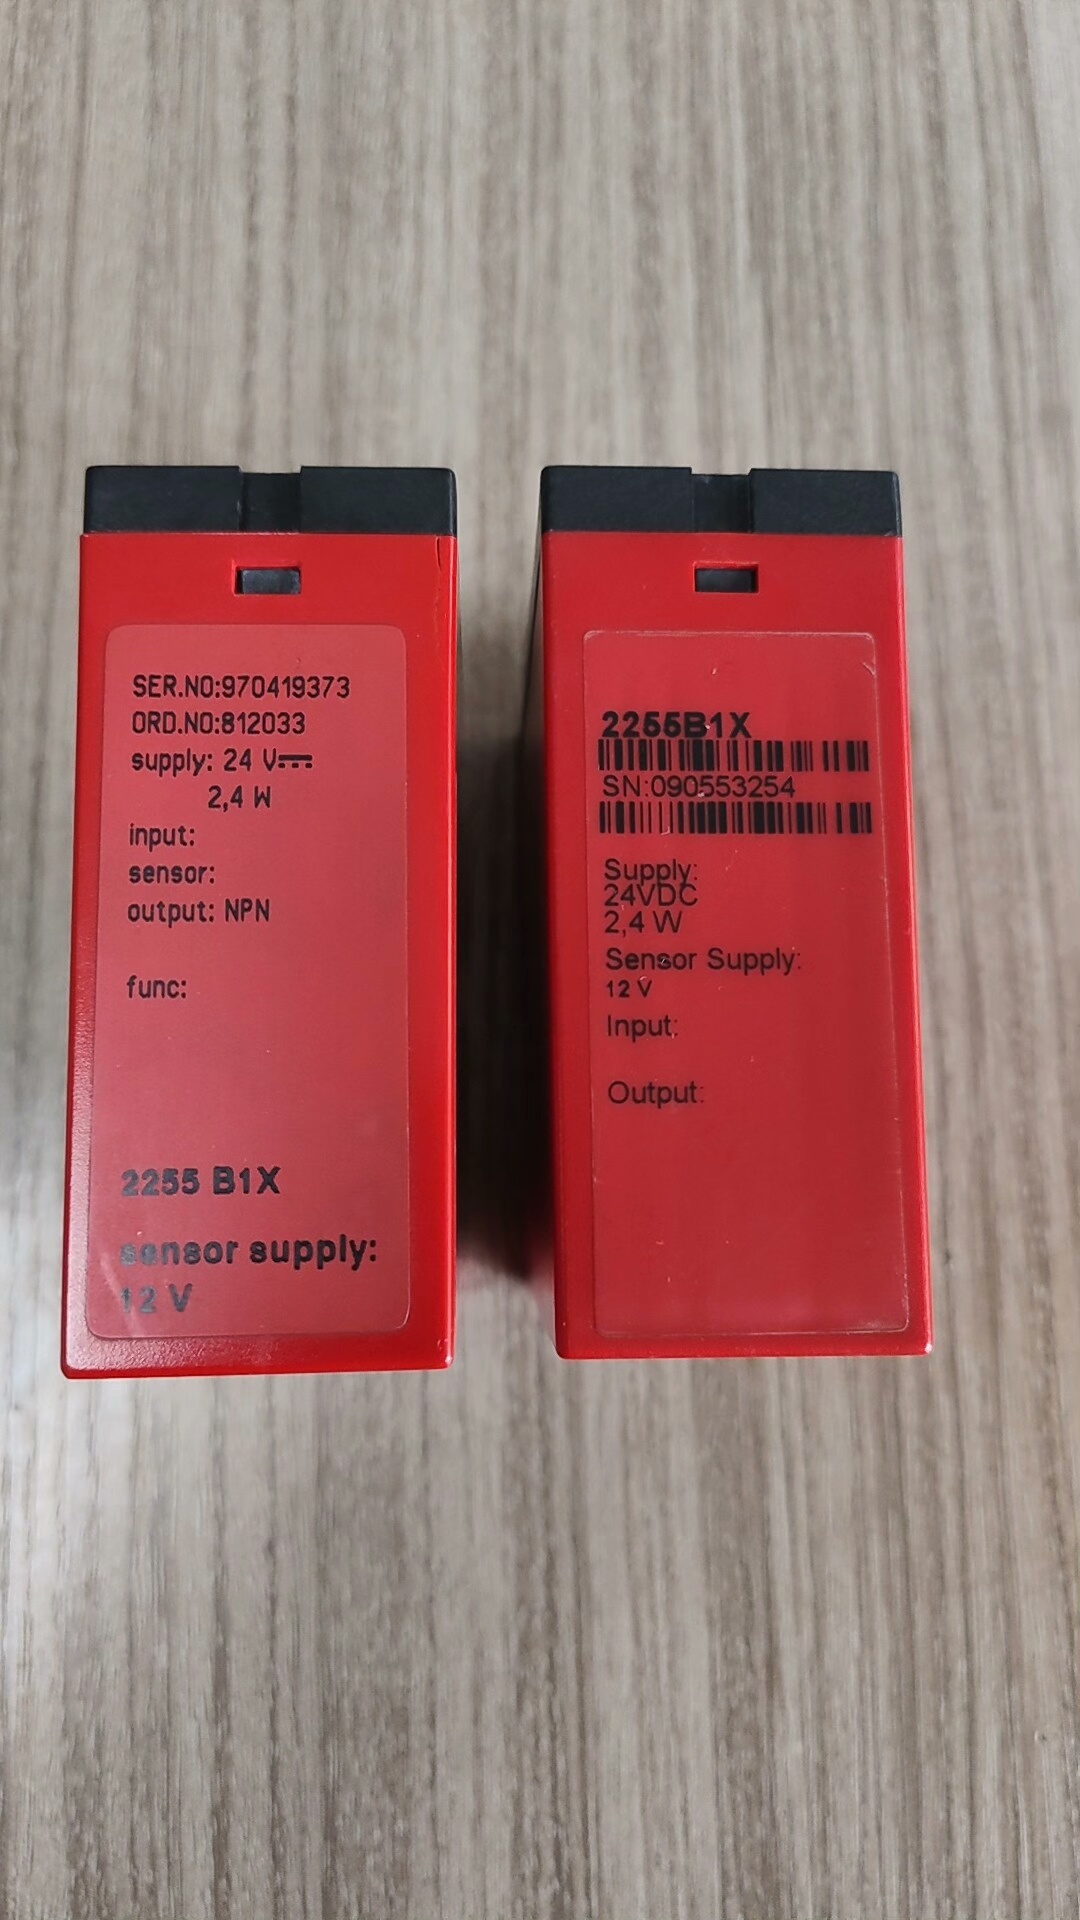 SER.NO:970419373
ORD.NO:812033
supply: 24 V⎓
2,4 W
input:
sensor:
output: NPN
func:
2255 B1X
sensor supply:
12 V
2255B1X
SN:090553254
Supply:
24VDC
2,4 W
Sensor Supply:
12 V
Input:
Output: